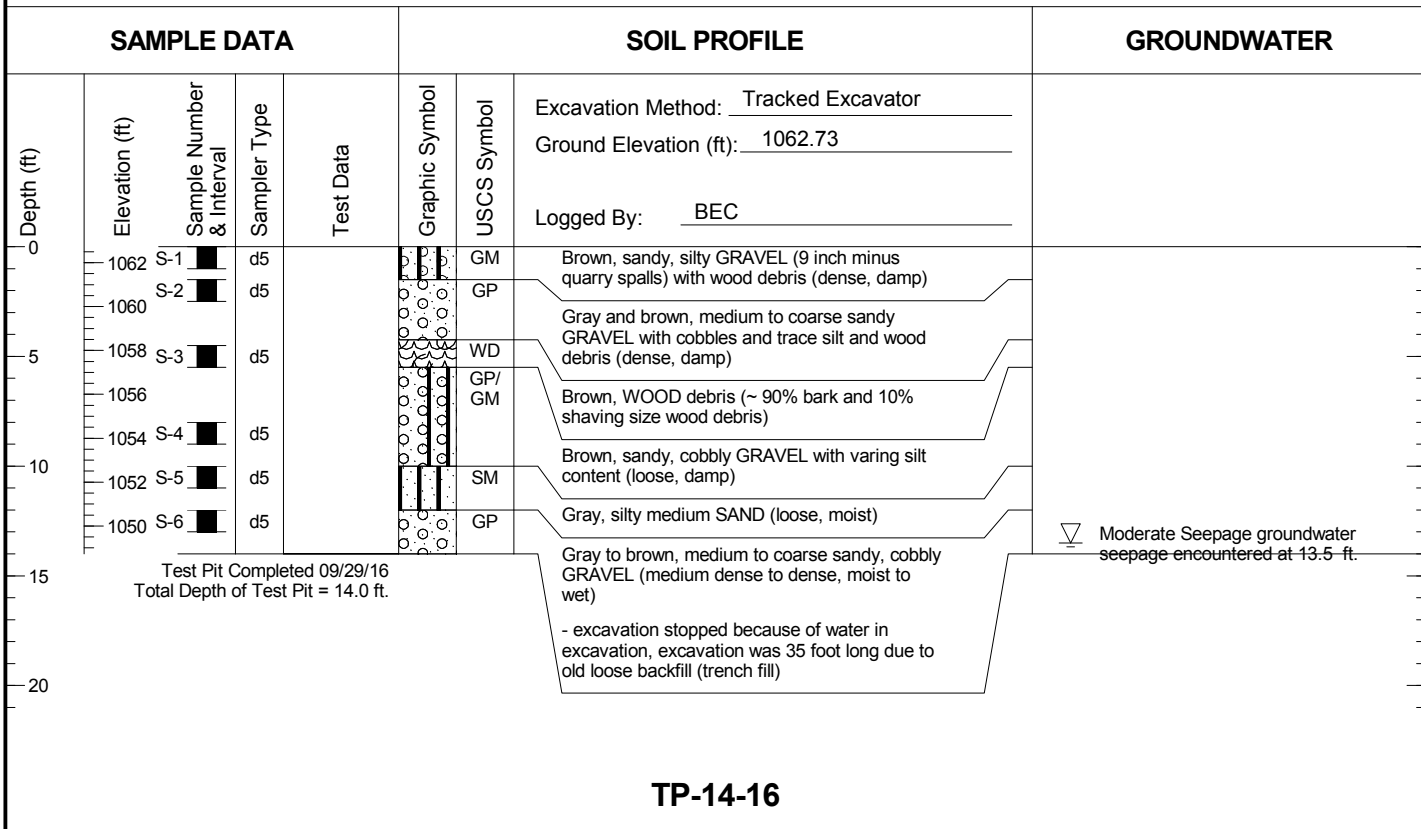 SAMPLE DATA
SOIL PROFILE
GROUNDWATER
Depth (ft)
Elevation (ft)
Sample Number
& Interval
Sampler Type
Test Data
Graphic Symbol
USCS Symbol
Excavation Method: Tracked Excavator
Ground Elevation (ft): 1062.73
Logged By: BEC
0
1062 S-1 d5 GM
Brown, sandy, silty GRAVEL (9 inch minus
quarry spalls) with wood debris (dense, damp)
S-2 d5 GP
1060
Gray and brown, medium to coarse sandy
GRAVEL with cobbles and trace silt and wood
debris (dense, damp)
5
1058 S-3 d5 WD
GP/
GM
1056
Brown, WOOD debris (~ 90% bark and 10%
shaving size wood debris)
1054 S-4 d5
Brown, sandy, cobbly GRAVEL with varing silt
content (loose, damp)
10
1052 S-5 d5 SM
Gray, silty medium SAND (loose, moist)
1050 S-6 d5 GP
Moderate Seepage groundwater
seepage encountered at 13.5 ft.
Gray to brown, medium to coarse sandy, cobbly
GRAVEL (medium dense to dense, moist to
wet)
15
Test Pit Completed 09/29/16
Total Depth of Test Pit = 14.0 ft.
- excavation stopped because of water in
excavation, excavation was 35 foot long due to
old loose backfill (trench fill)
20
TP-14-16